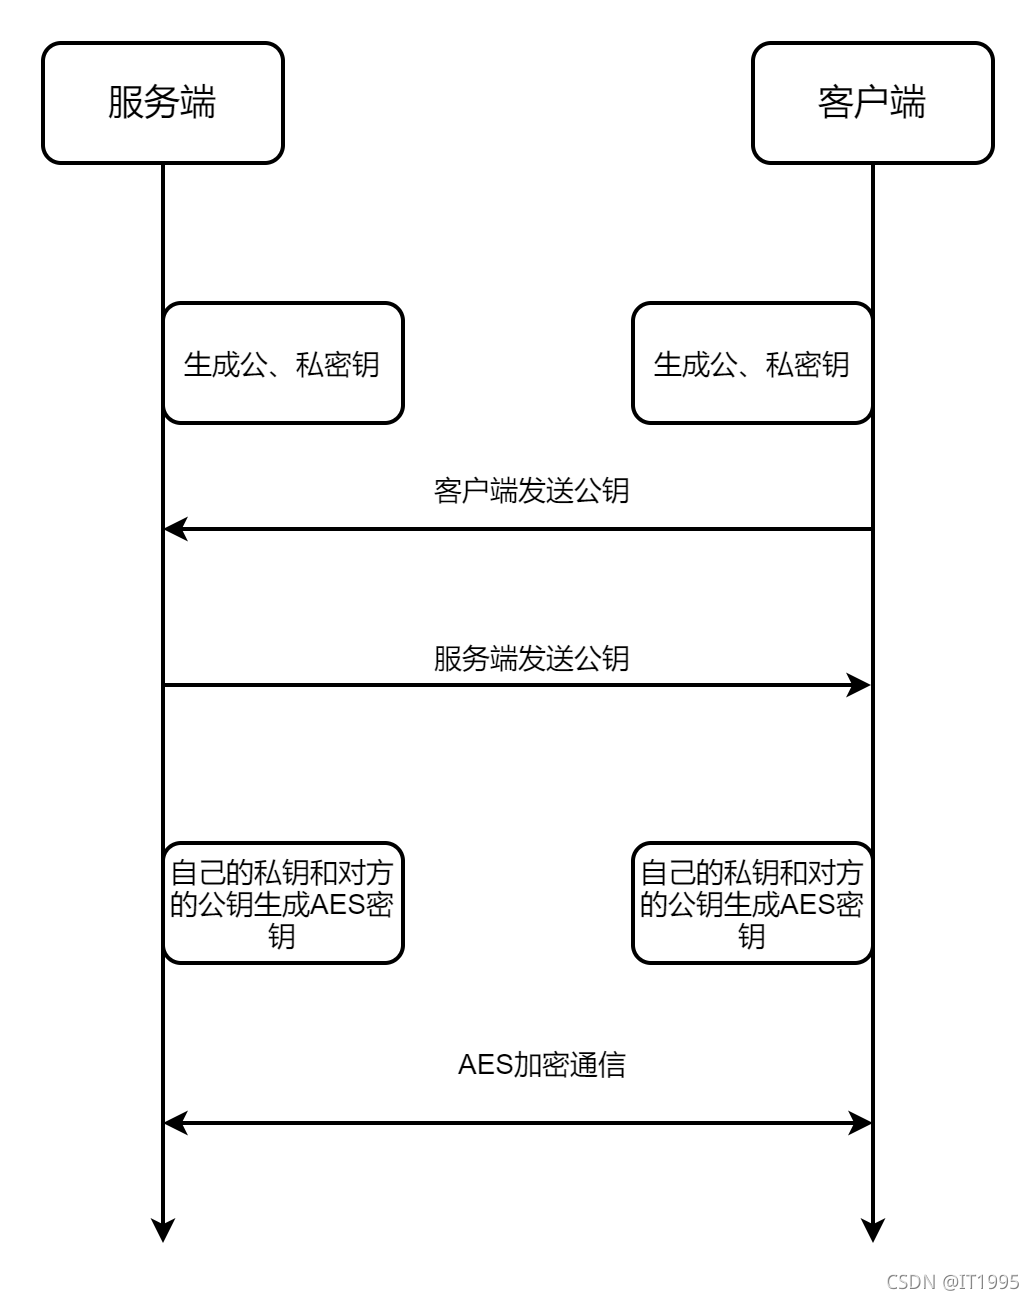 服务端
客户端
生成公、私密钥
生成公、私密钥
客户端发送公钥
服务端发送公钥
自己的私钥和对方
的公钥生成AES密
钥
自己的私钥和对方
的公钥生成AES密
钥
AES加密通信
CSDN @IT1995